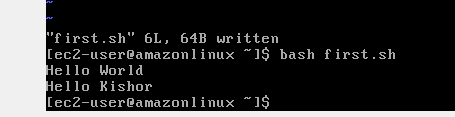 ~
~
"first.sh" 6L, 64B written
[ec2-user@amazonlinux ~]$ bash first.sh
Hello World
Hello Kishor
[ec2-user@amazonlinux ~]$